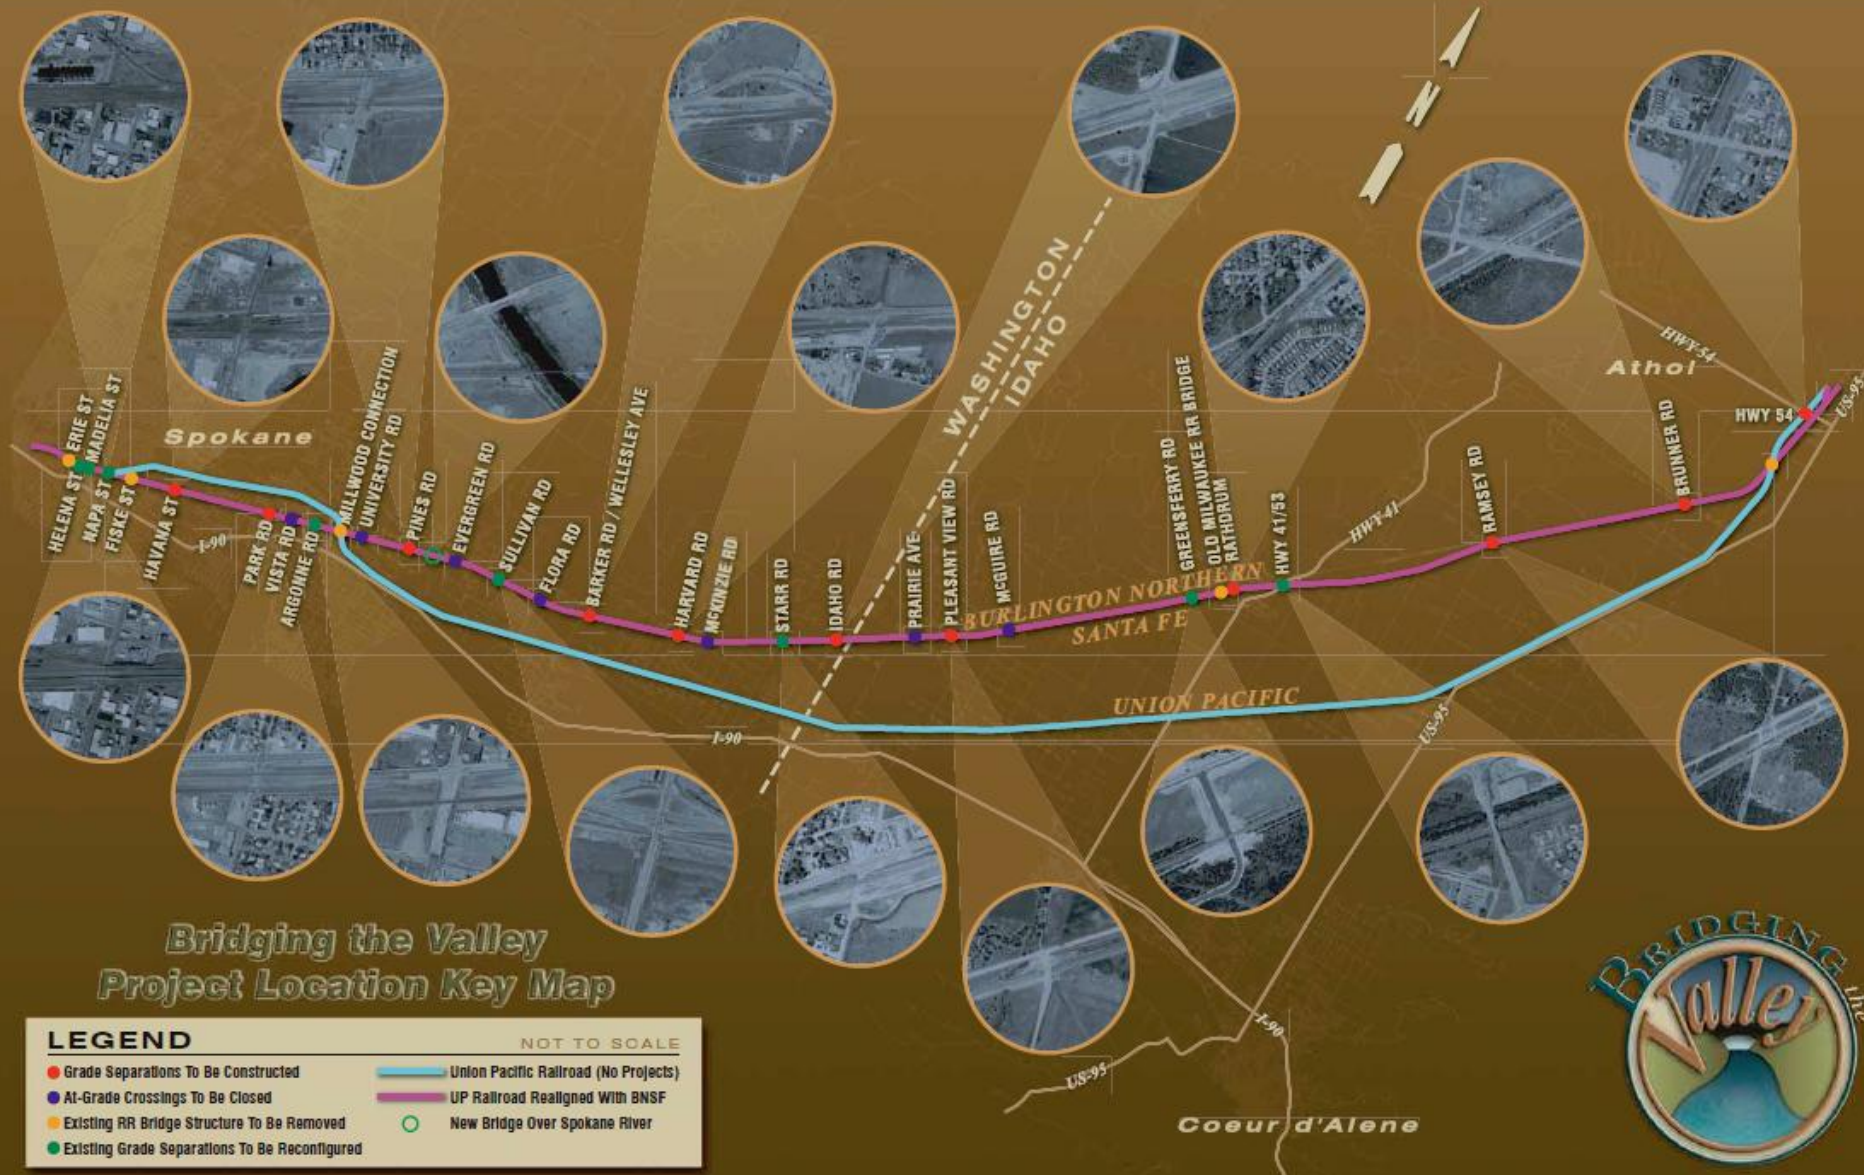 WASHINGTON
IDAHO
N
Spokane
Athol
HWY 54
HWY 54
US-95
HWY 41
HELENA ST
ERIE ST
NAPA ST
MADELIA ST
FISKE ST
HAVANA ST
I-90
PARK RD
VISTA RD
ARGONNE RD
MILLWOOD CONNECTION
UNIVERSITY RD
PINES RD
EVERGREEN RD
SULLIVAN RD
FLORA RD
BARKER RD / WELLESLEY AVE
HARVARD RD
MCKINZIE RD
STARR RD
IDAHO RD
PRAIRIE AVE
PLEASANT VIEW RD
MCGUIRE RD
GREENSFERRY RD
OLD MILWAUKEE RR BRIDGE
RATHDRUM
HWY 41/53
RAMSEY RD
BRUNNER RD
BURLINGTON NORTHERN
SANTA FE
UNION PACIFIC
I-90
US-95
I-90
US-95
Coeur d'Alene
Bridging the Valley
Project Location Key Map
LEGEND
NOT TO SCALE
Grade Separations To Be Constructed
At-Grade Crossings To Be Closed
Existing RR Bridge Structure To Be Removed
Existing Grade Separations To Be Reconfigured
Union Pacific Railroad (No Projects)
UP Railroad Realigned With BNSF
New Bridge Over Spokane River
BRIDGING
the
Valley